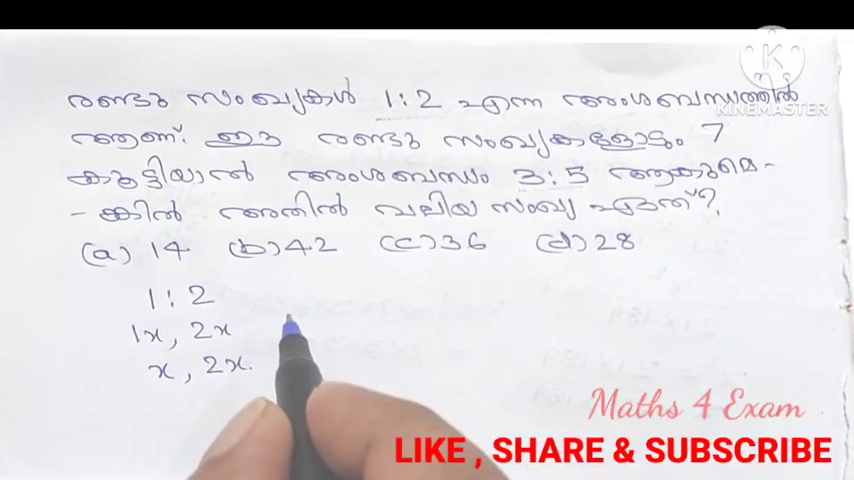 രണ്ടു സംഖ്യകൾ 1:2 എന്ന അംശബന്ധത്തിൽ
ആണ്. ഈ രണ്ടു സംഖ്യകളോടും 7
കൂട്ടിയാൽ അംശബന്ധം 3:5 ആകുമെ-
-ങ്കിൽ അതിൽ വലിയ സംഖ്യ ഏത്?
(a) 14 (b) 42 (c) 36 (d) 28
1 : 2
1x, 2x
x, 2x.
K
KINEMASTER
Maths 4 Exam
LIKE , SHARE & SUBSCRIBE